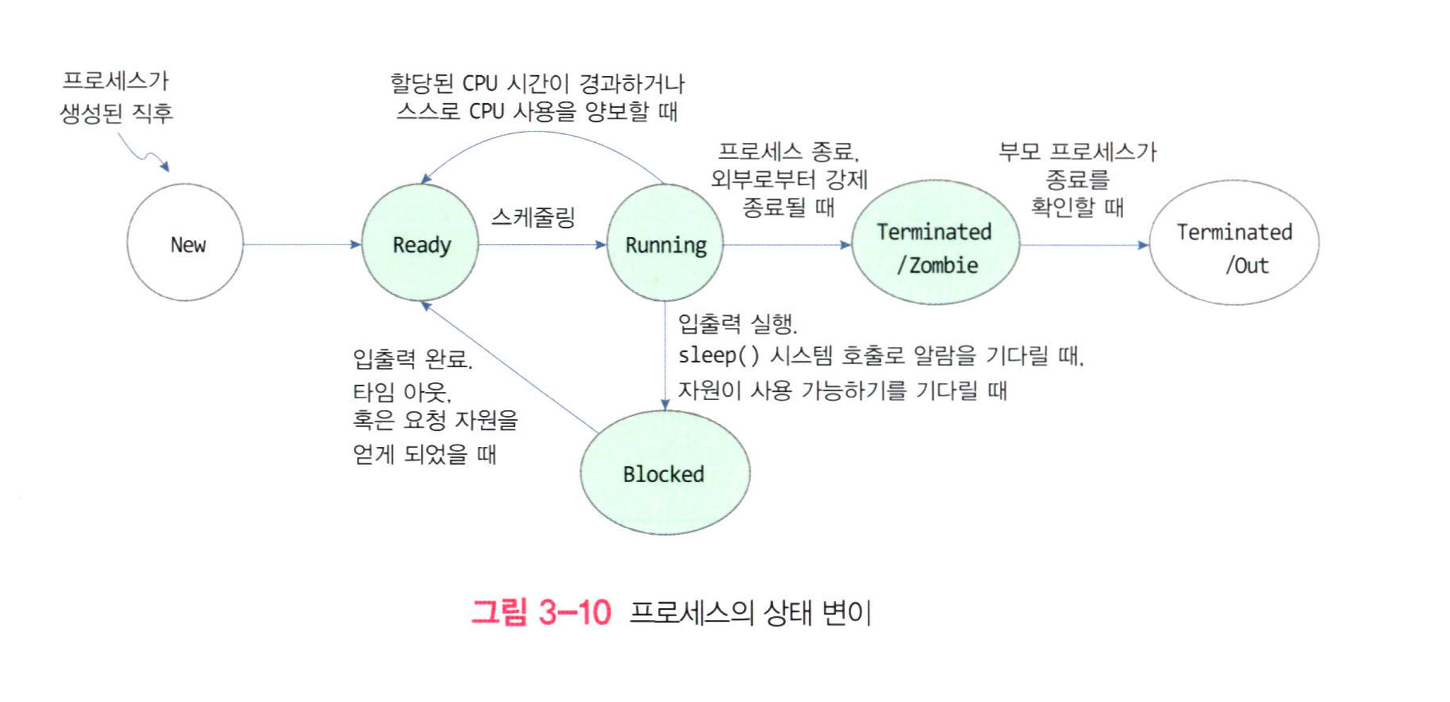 프로세스가
생성된 직후
할당된 CPU 시간이 경과하거나
스스로 CPU 사용을 양보할 때
프로세스 종료,
외부로부터 강제
종료될 때
부모 프로세스가
종료를
확인할 때
New
Ready
스케줄링
Running
Terminated
/Zombie
Terminated
/Out
입출력 실행.
sleep() 시스템 호출로 알람을 기다릴 때,
자원이 사용 가능하기를 기다릴 때
입출력 완료.
타임 아웃,
혹은 요청 자원을
얻게 되었을 때
Blocked
그림 3-10 프로세스의 상태 변이